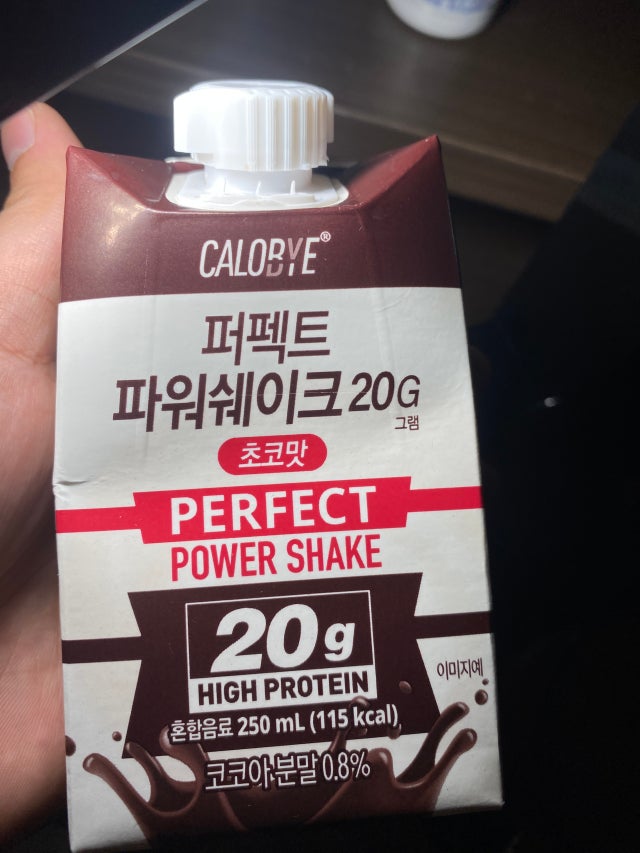 CALOBYE®
퍼펙트
파워쉐이크 20G
그램
초코맛
PERFECT
POWER SHAKE
20g
HIGH PROTEIN
이미지예
혼합음료 250 mL (115 kcal)
코코아분말 0.8%